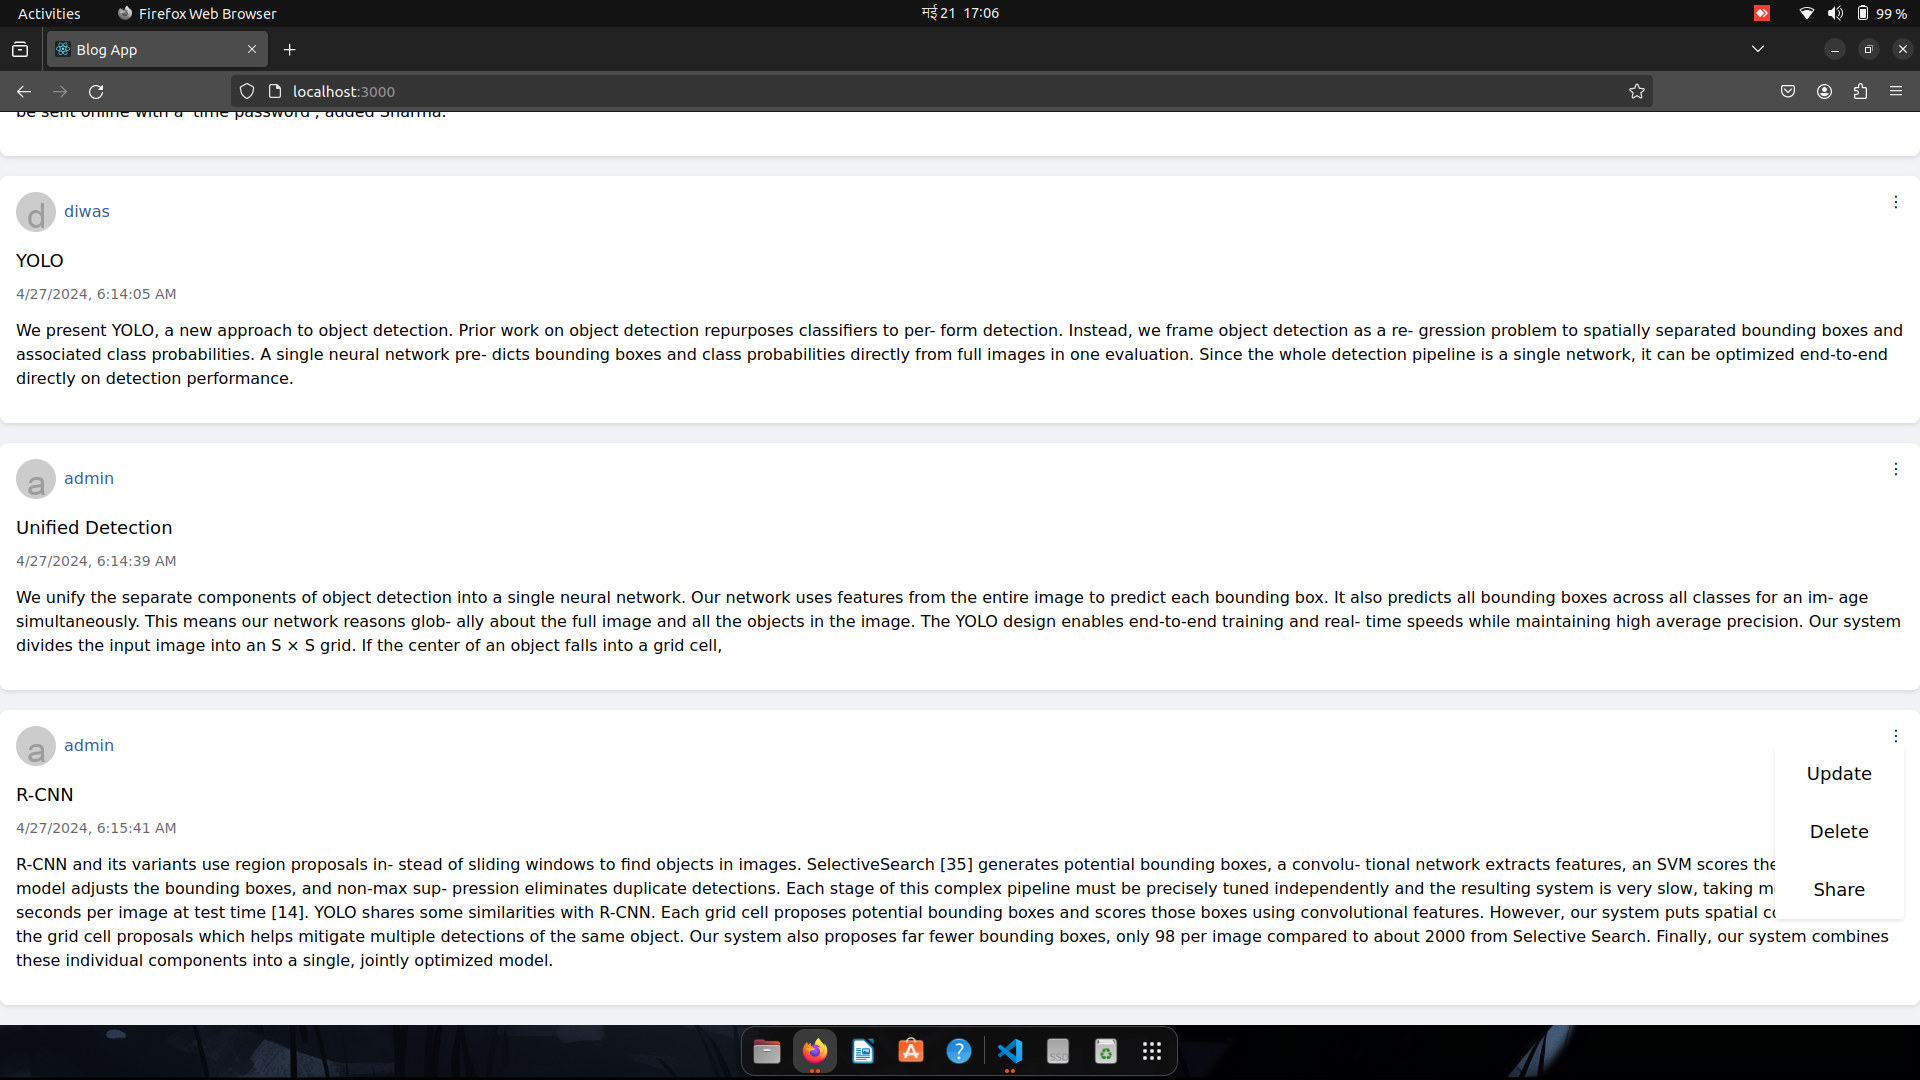 Activities
Firefox Web Browser
मई 21 17:06
99 %
Blog App
localhost:3000
be sent online with a 'time password', added Sharma.
d
diwas
YOLO
4/27/2024, 6:14:05 AM
We present YOLO, a new approach to object detection. Prior work on object detection repurposes classifiers to per- form detection. Instead, we frame object detection as a re- gression problem to spatially separated bounding boxes and
associated class probabilities. A single neural network pre- dicts bounding boxes and class probabilities directly from full images in one evaluation. Since the whole detection pipeline is a single network, it can be optimized end-to-end
directly on detection performance.
a
admin
Unified Detection
4/27/2024, 6:14:39 AM
We unify the separate components of object detection into a single neural network. Our network uses features from the entire image to predict each bounding box. It also predicts all bounding boxes across all classes for an im- age
simultaneously. This means our network reasons glob- ally about the full image and all the objects in the image. The YOLO design enables end-to-end training and real- time speeds while maintaining high average precision. Our system
divides the input image into an S × S grid. If the center of an object falls into a grid cell,
a
admin
R-CNN
4/27/2024, 6:15:41 AM
Update
Delete
Share
R-CNN and its variants use region proposals in- stead of sliding windows to find objects in images. SelectiveSearch [35] generates potential bounding boxes, a convolu- tional network extracts features, an SVM scores the
model adjusts the bounding boxes, and non-max sup- pression eliminates duplicate detections. Each stage of this complex pipeline must be precisely tuned independently and the resulting system is very slow, taking
seconds per image at test time [14]. YOLO shares some similarities with R-CNN. Each grid cell proposes potential bounding boxes and scores those boxes using convolutional features. However, our system puts spatial
the grid cell proposals which helps mitigate multiple detections of the same object. Our system also proposes far fewer bounding boxes, only 98 per image compared to about 2000 from Selective Search. Finally, our system combines
these individual components into a single, jointly optimized model.
SSD